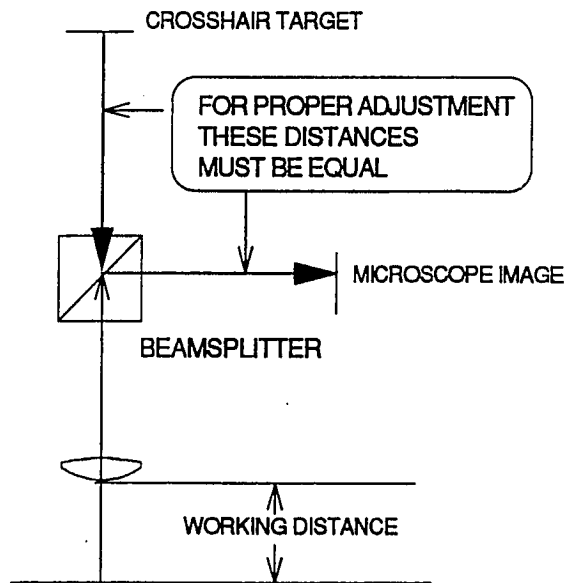 CROSSHAIR TARGET
FOR PROPER ADJUSTMENT
THESE DISTANCES
MUST BE EQUAL
MICROSCOPE IMAGE
BEAMSPLITTER
WORKING DISTANCE